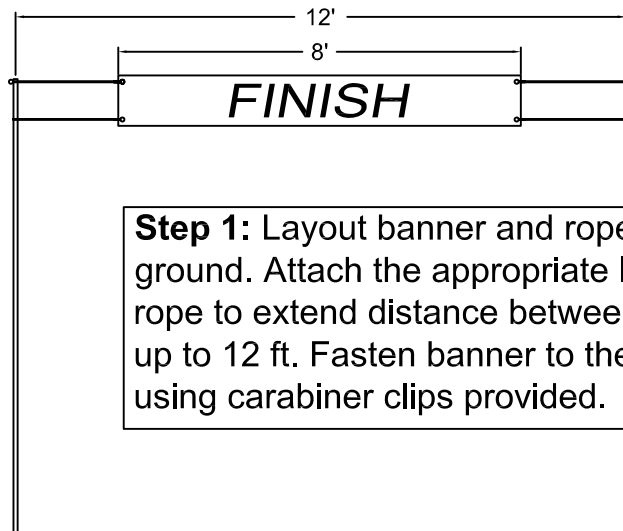 12'
8'
FINISH
Step 1: Layout banner and rope
ground. Attach the appropriate
rope to extend distance betwee
up to 12 ft. Fasten banner to the
using carabiner clips provided.